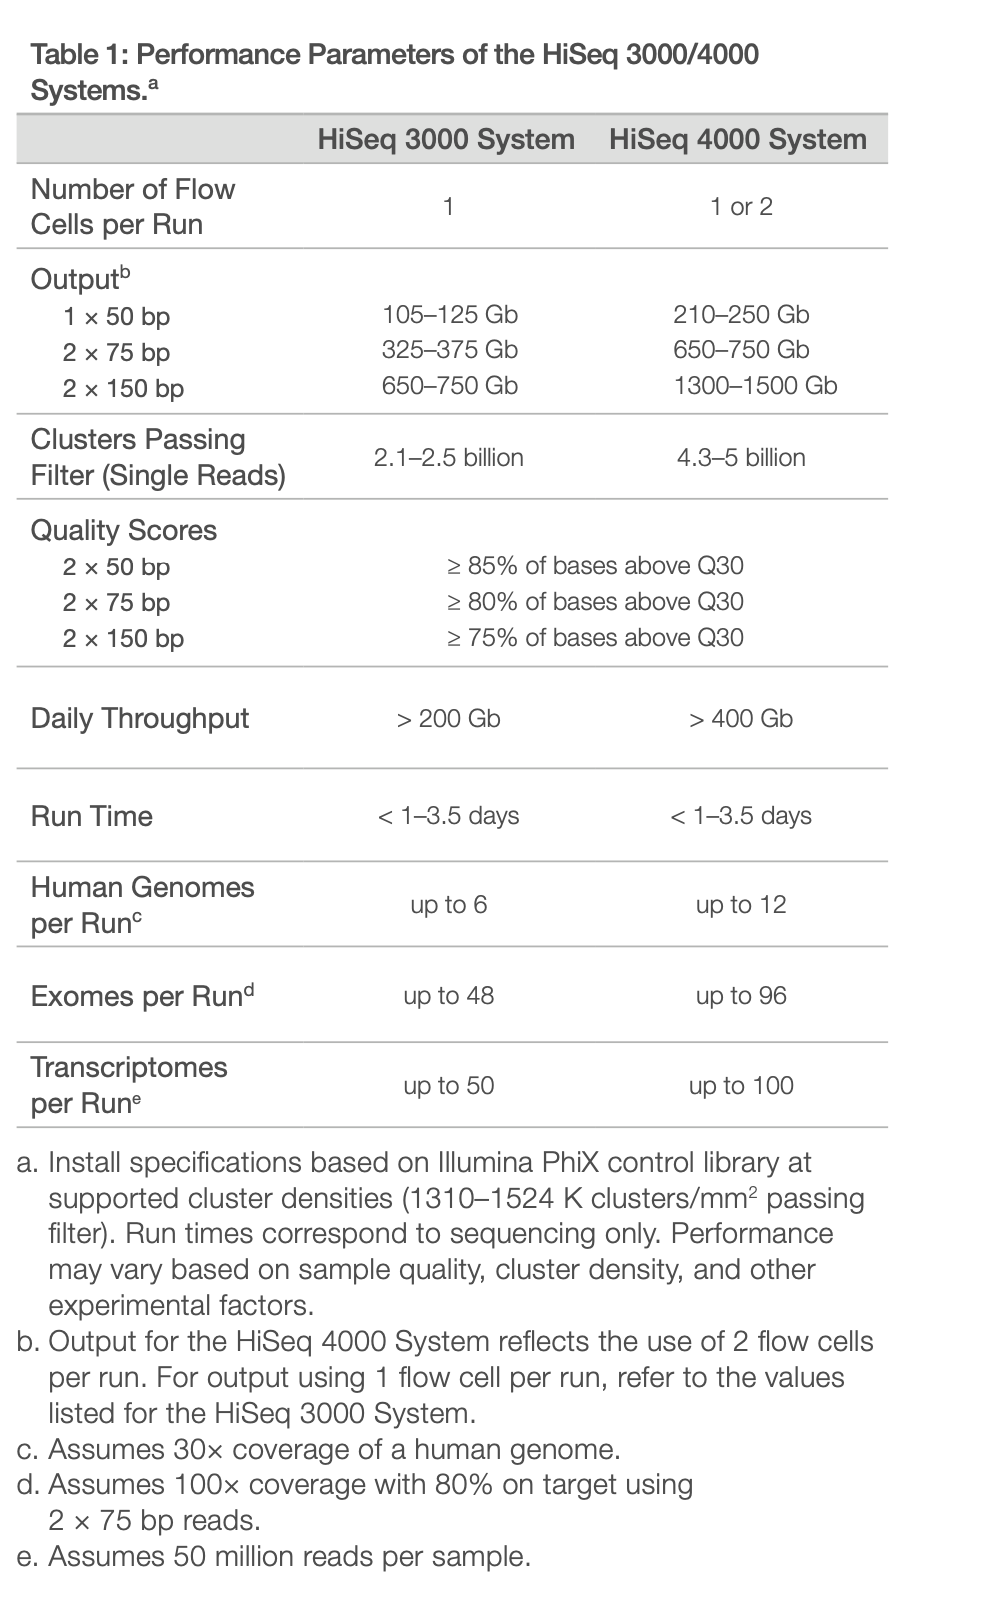 Table 1: Performance Parameters of the HiSeq 3000/4000
Systems.ᵃ
HiSeq 3000 System HiSeq 4000 System
Number of Flow
Cells per Run 1 1 or 2
Outputᵇ
1 × 50 bp 105–125 Gb 210–250 Gb
2 × 75 bp 325–375 Gb 650–750 Gb
2 × 150 bp 650–750 Gb 1300–1500 Gb
Clusters Passing
Filter (Single Reads) 2.1–2.5 billion 4.3–5 billion
Quality Scores
2 × 50 bp ≥ 85% of bases above Q30
2 × 75 bp ≥ 80% of bases above Q30
2 × 150 bp ≥ 75% of bases above Q30
Daily Throughput > 200 Gb > 400 Gb
Run Time < 1–3.5 days < 1–3.5 days
Human Genomes
per Runᶜ up to 6 up to 12
Exomes per Runᵈ up to 48 up to 96
Transcriptomes
per Runᵉ up to 50 up to 100
a. Install specifications based on Illumina PhiX control library at
supported cluster densities (1310–1524 K clusters/mm² passing
filter). Run times correspond to sequencing only. Performance
may vary based on sample quality, cluster density, and other
experimental factors.
b. Output for the HiSeq 4000 System reflects the use of 2 flow cells
per run. For output using 1 flow cell per run, refer to the values
listed for the HiSeq 3000 System.
c. Assumes 30× coverage of a human genome.
d. Assumes 100× coverage with 80% on target using
2 × 75 bp reads.
e. Assumes 50 million reads per sample.